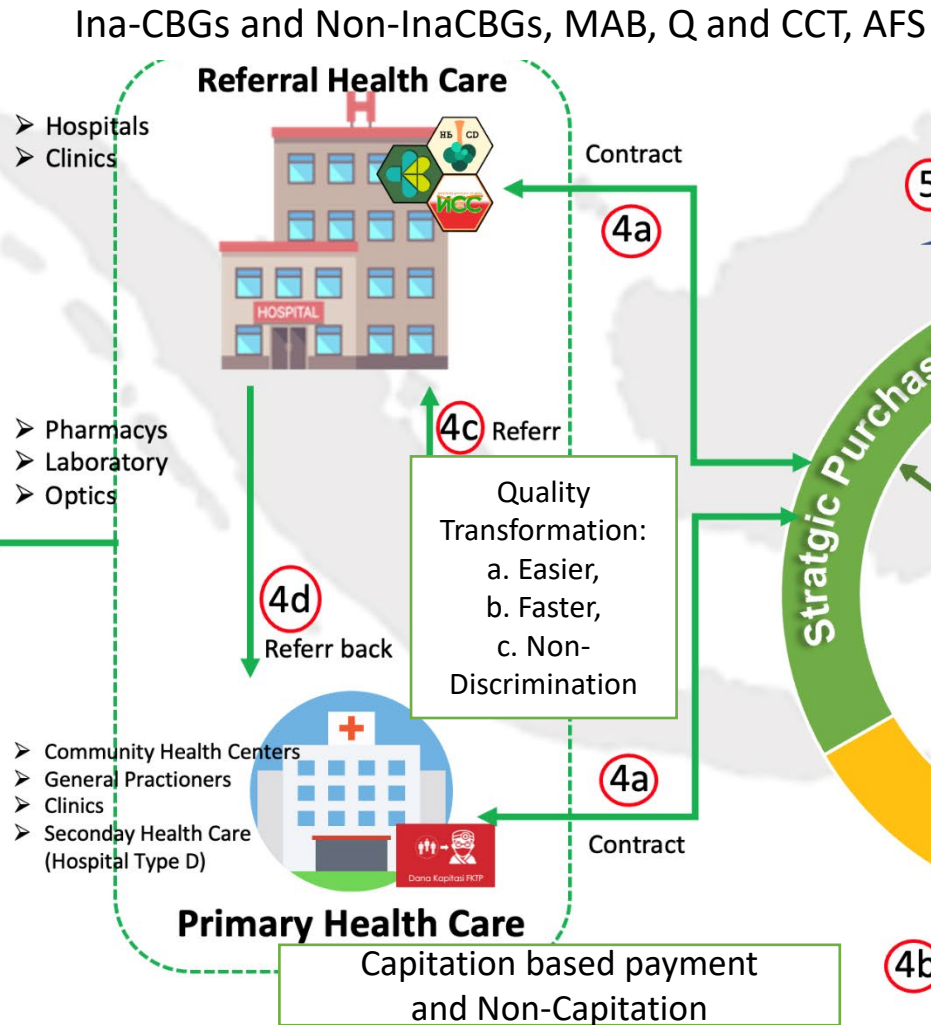 Ina-CBGs and Non-InaCBGs, MAB, Q and CCT, AFS
Referral Health Care
➢ Hospitals
➢ Clinics
H
НБ CD
ИСС
HOSPITAL
Contract
4a
5
➢ Pharmacys
➢ Laboratory
➢ Optics
4c Referr
Quality
Transformation:
a. Easier,
b. Faster,
c. Non-
Discrimination
Stratgic Purchas
4d
Referr back
➢ Community Health Centers
➢ General Practioners
➢ Clinics
➢ Seconday Health Care
(Hospital Type D)
Dana Kapitasi FKTP
4a
Contract
Primary Health Care
Capitation based payment
and Non-Capitation
4b